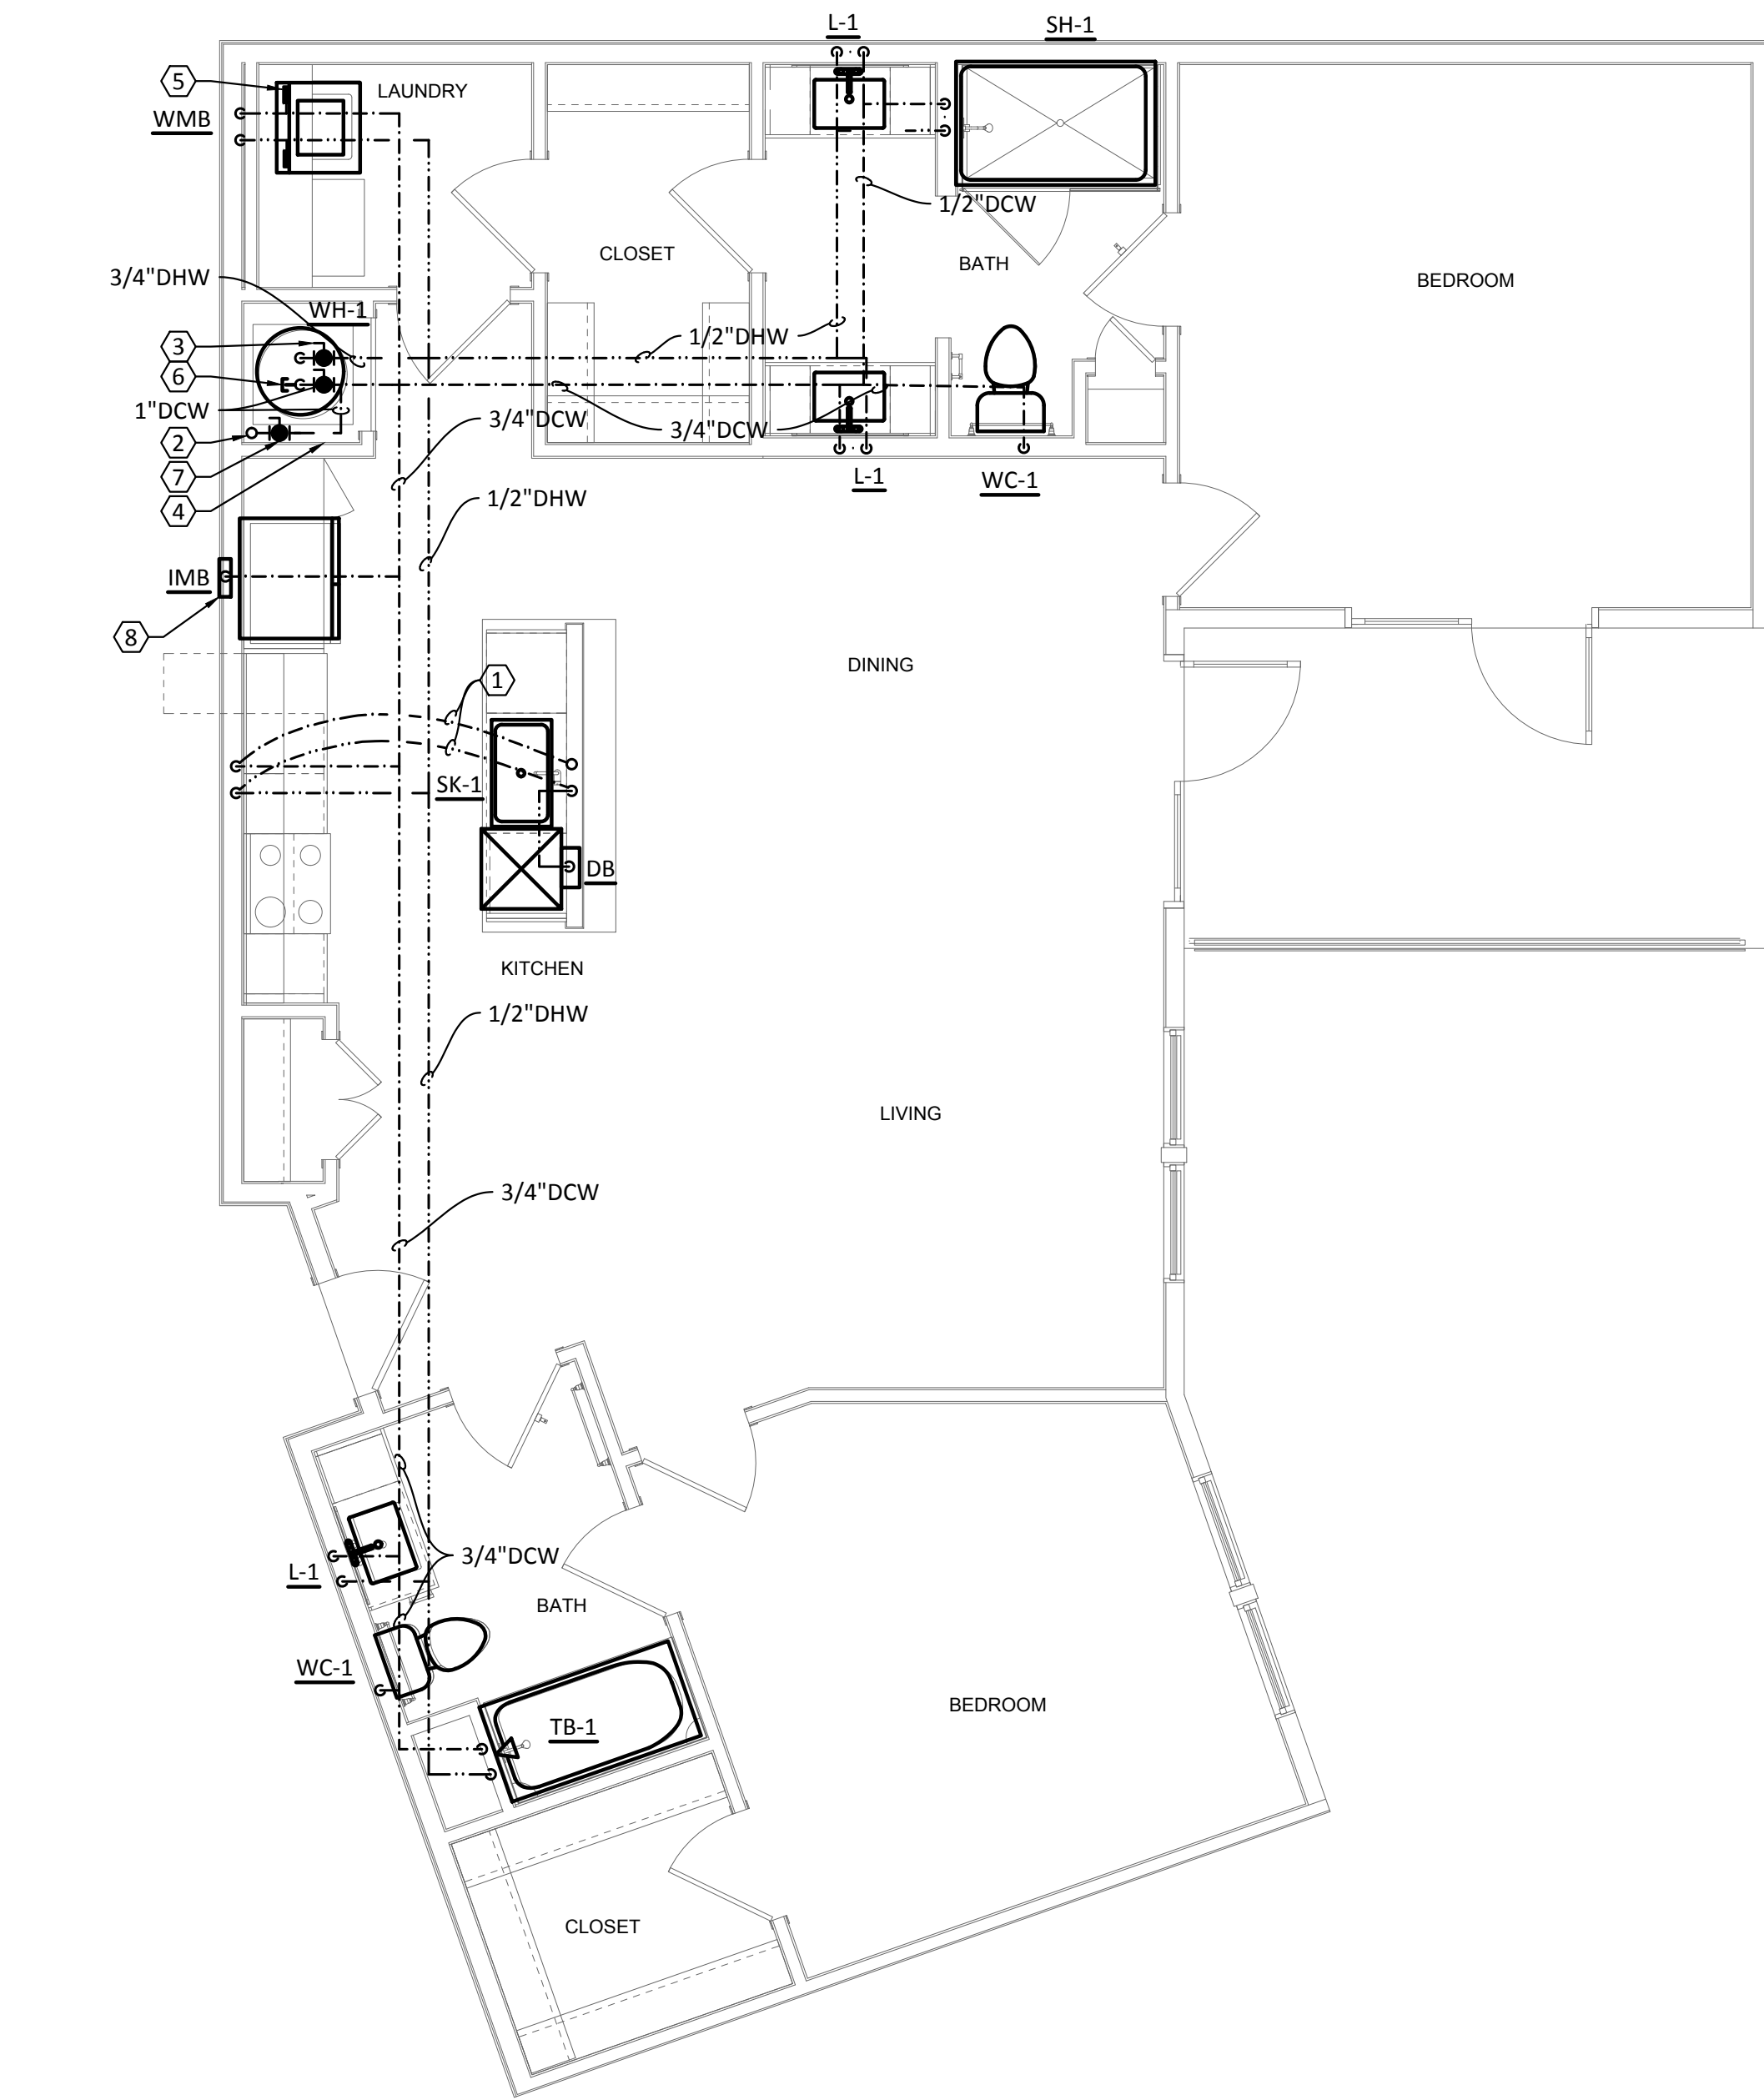 L-1
SH-1
5
LAUNDRY
WMB
1/2"DCW
CLOSET
BATH
3/4"DHW
BEDROOM
WH-1
1/2"DHW
3
6
1"DCW
3/4"DCW
3/4"DCW
2
7
L-1
WC-1
4
1/2"DHW
IMB
8
DINING
1
SK-1
DB
KITCHEN
1/2"DHW
LIVING
3/4"DCW
3/4"DCW
L-1
BATH
WC-1
TB-1
BEDROOM
CLOSET